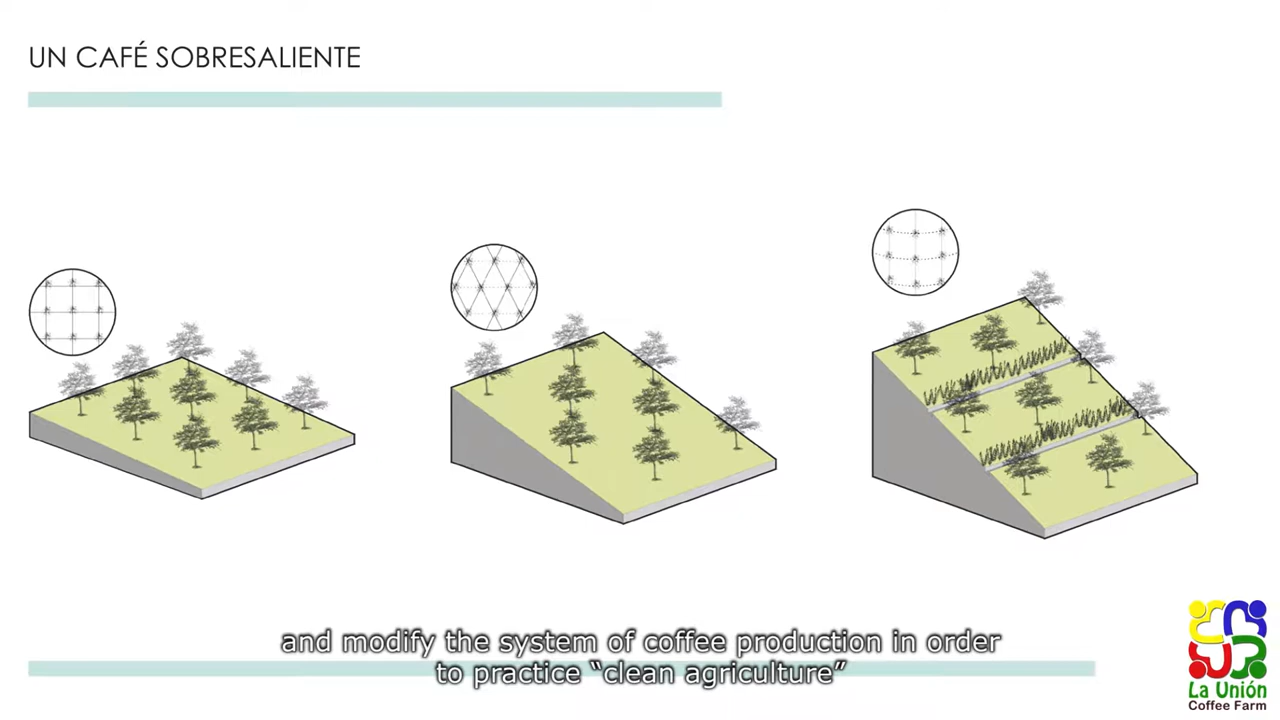 UN CAFÉ SOBRESALIENTE
and modify the system of coffee production in order
to practice “clean agriculture”
La Unión
Coffee Farm